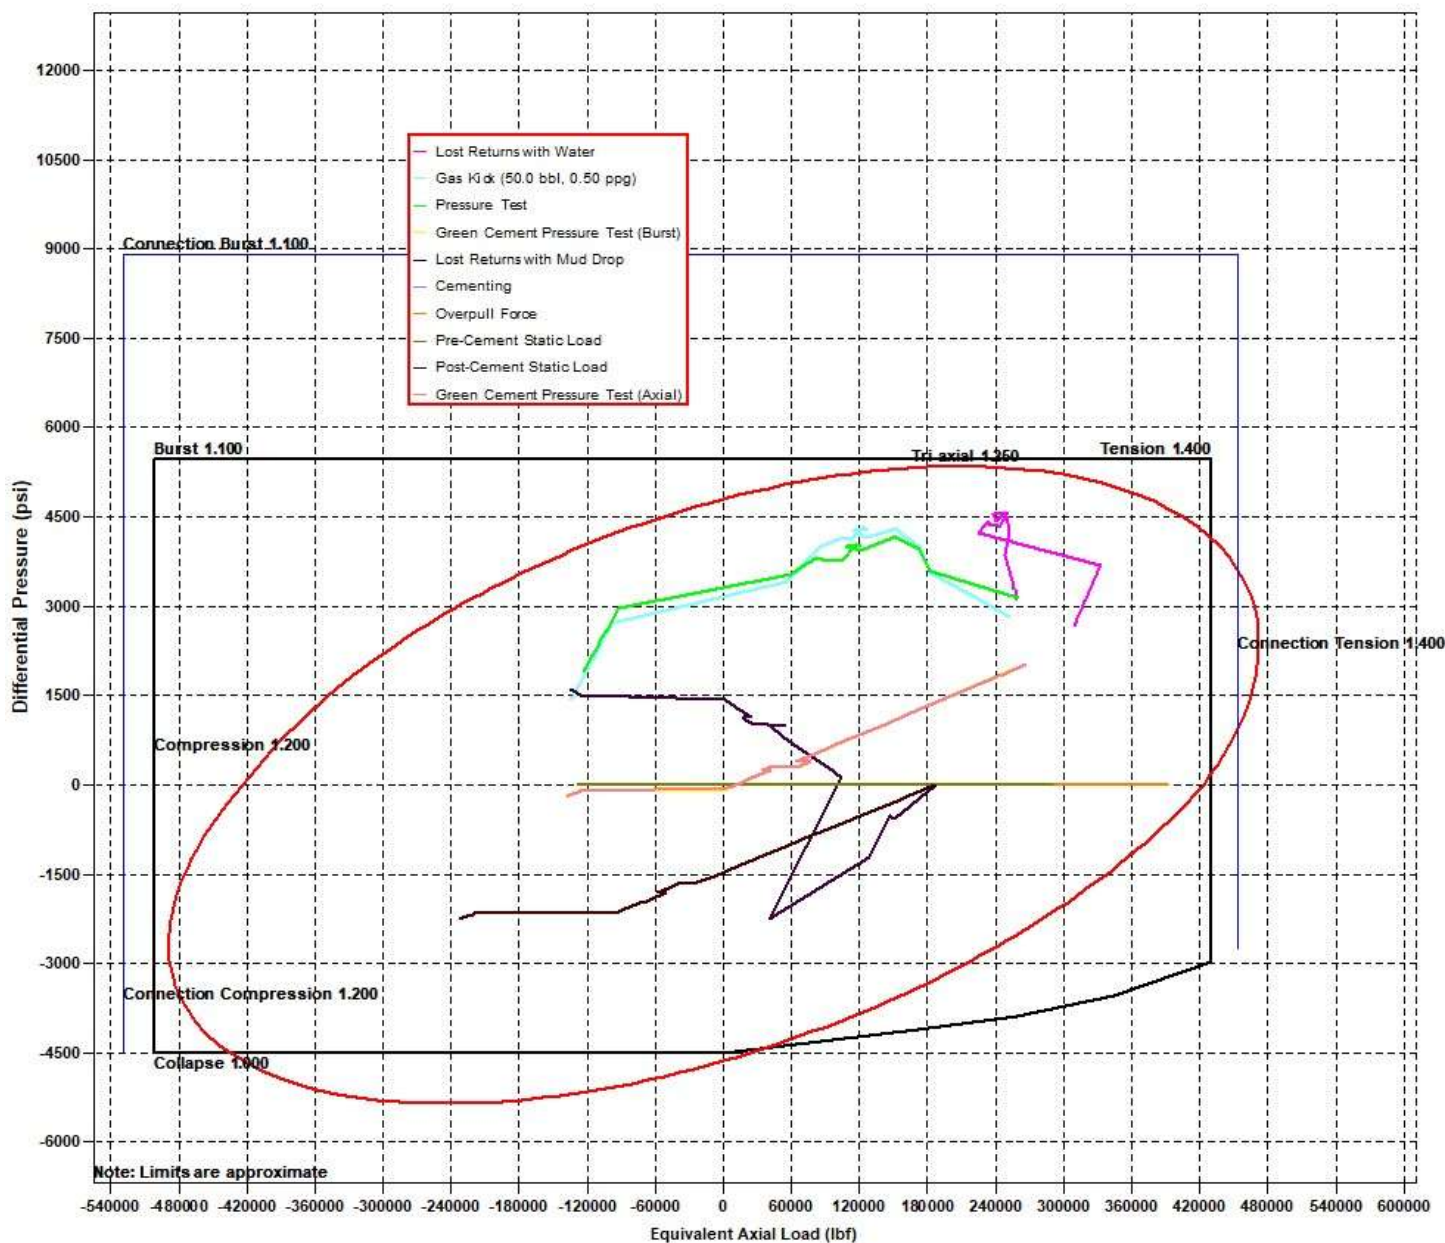 12000
10500
Lost Returns with Water
Gas Kick (50.0 bbl, 0.50 ppg)
Pressure Test
Green Cement Pressure Test (Burst)
Lost Returns with Mud Drop
Cementing
Overpull Force
Pre-Cement Static Load
Post-Cement Static Load
Green Cement Pressure Test (Axial)
9000
Connection Burst 1.100
7500
6000
Burst 1.100
Tri axial 1.250
Tension 1.400
4500
Differential Pressure (psi)
3000
Connection Tension 1.400
1500
Compression 1.200
0
-1500
-3000
Connection Compression 1.200
-4500
Collapse 1.000
-6000
Note: Limits are approximate
-540000 -480000 -420000 -360000 -300000 -240000 -180000 -120000 -60000 0 60000 120000 180000 240000 300000 360000 420000 480000 540000 600000
Equivalent Axial Load (lbf)